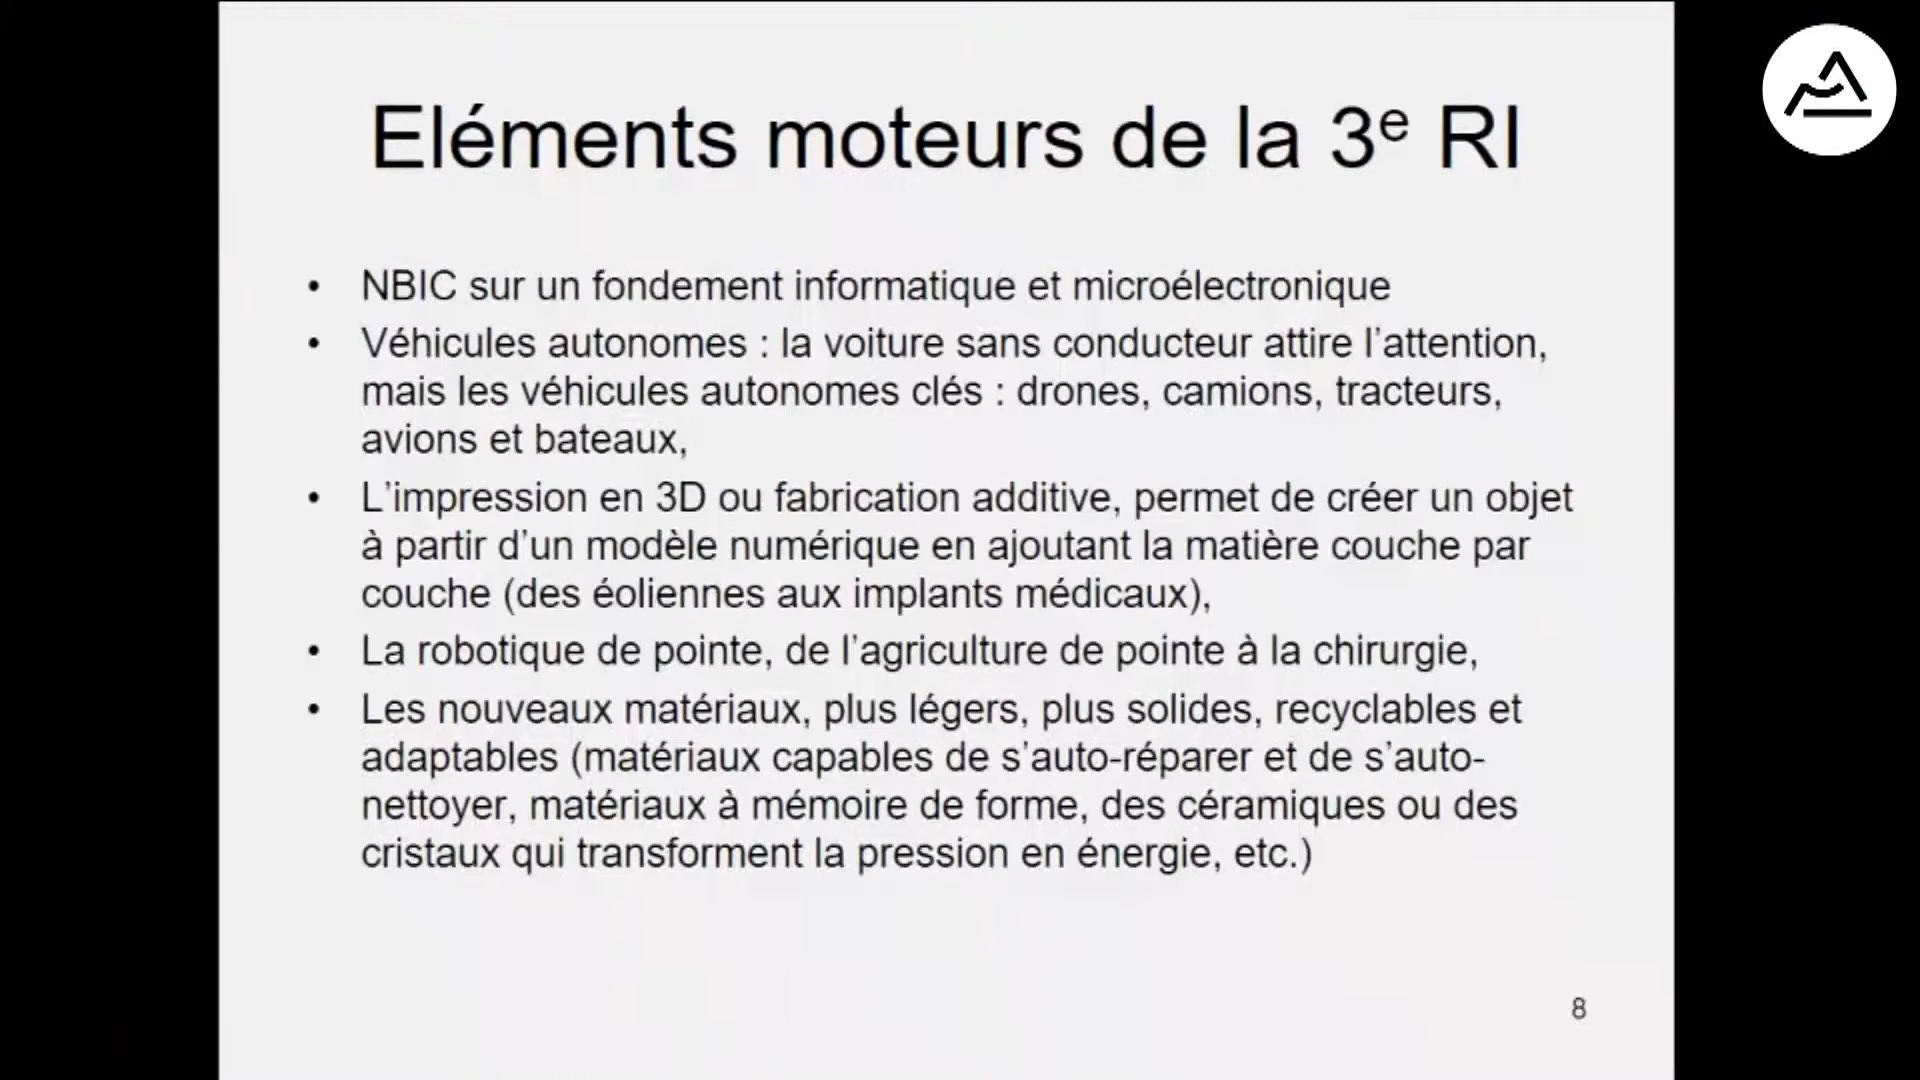 Eléments moteurs de la 3e RI
• NBIC sur un fondement informatique et microélectronique
• Véhicules autonomes : la voiture sans conducteur attire l’attention,
mais les véhicules autonomes clés : drones, camions, tracteurs,
avions et bateaux,
• L’impression en 3D ou fabrication additive, permet de créer un objet
à partir d’un modèle numérique en ajoutant la matière couche par
couche (des éoliennes aux implants médicaux),
• La robotique de pointe, de l’agriculture de pointe à la chirurgie,
• Les nouveaux matériaux, plus légers, plus solides, recyclables et
adaptables (matériaux capables de s’auto-réparer et de s’auto-
nettoyer, matériaux à mémoire de forme, des céramiques ou des
cristaux qui transforment la pression en énergie, etc.)
8